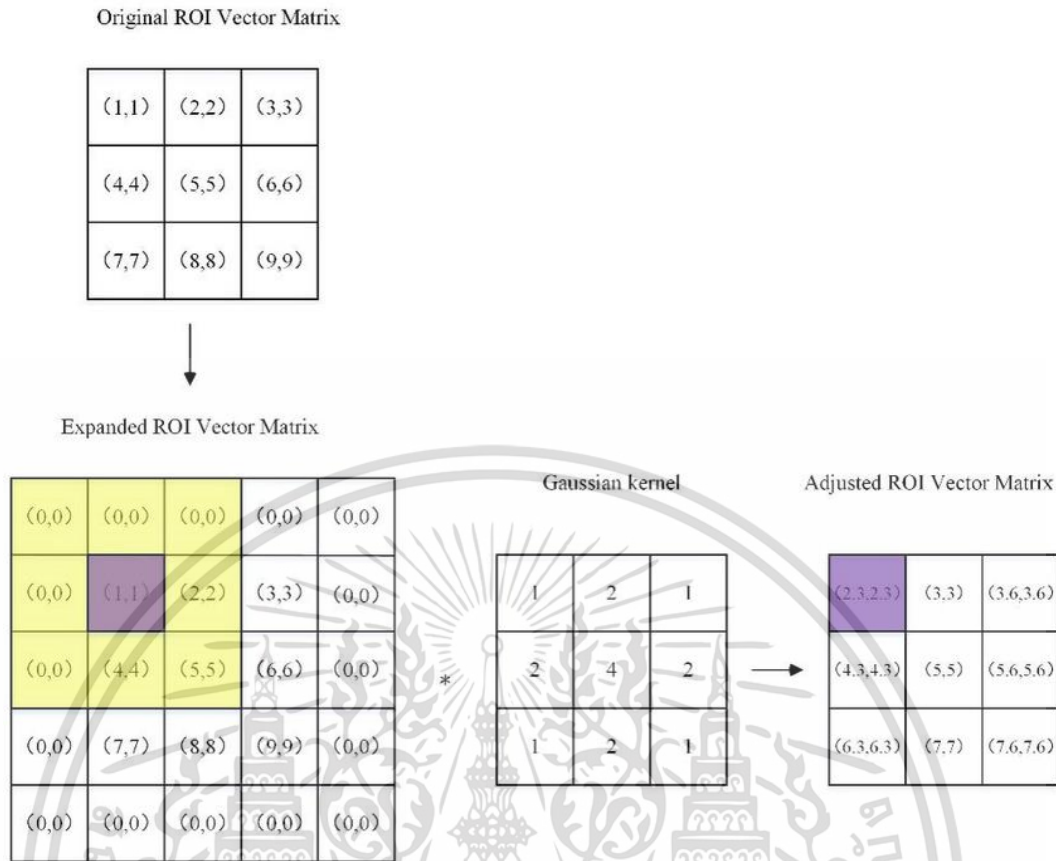 Original ROI Vector Matrix
(1,1) (2,2) (3,3)
(4,4) (5,5) (6,6)
(7,7) (8,8) (9,9)
Expanded ROI Vector Matrix
(0,0) (0,0) (0,0) (0,0) (0,0)
(0,0) (1,1) (2,2) (3,3) (0,0)
(0,0) (4,4) (5,5) (6,6) (0,0)
(0,0) (7,7) (8,8) (9,9) (0,0)
(0,0) (0,0) (0,0) (0,0) (0,0)
*
Gaussian kernel
1 2 1
2 4 2
1 2 1
Adjusted ROI Vector Matrix
(2.3,2.3) (3,3) (3.6,3.6)
(4.3,4.3) (5,5) (5.6,5.6)
(6.3,6.3) (7,7) (7.6,7.6)